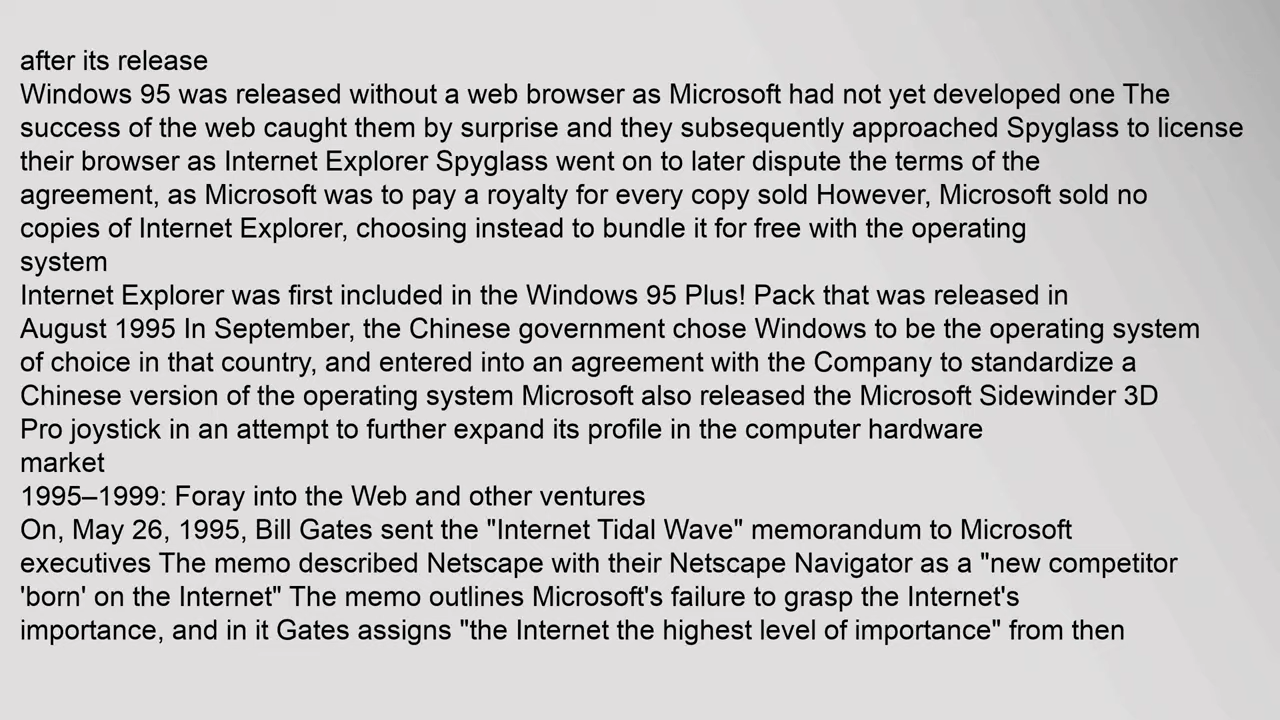 after its release
Windows 95 was released without a web browser as Microsoft had not yet developed one The
success of the web caught them by surprise and they subsequently approached Spyglass to license
their browser as Internet Explorer Spyglass went on to later dispute the terms of the
agreement, as Microsoft was to pay a royalty for every copy sold However, Microsoft sold no
copies of Internet Explorer, choosing instead to bundle it for free with the operating
system
Internet Explorer was first included in the Windows 95 Plus! Pack that was released in
August 1995 In September, the Chinese government chose Windows to be the operating system
of choice in that country, and entered into an agreement with the Company to standardize a
Chinese version of the operating system Microsoft also released the Microsoft Sidewinder 3D
Pro joystick in an attempt to further expand its profile in the computer hardware
market
1995–1999: Foray into the Web and other ventures
On, May 26, 1995, Bill Gates sent the "Internet Tidal Wave" memorandum to Microsoft
executives The memo described Netscape with their Netscape Navigator as a "new competitor
'born' on the Internet" The memo outlines Microsoft's failure to grasp the Internet's
importance, and in it Gates assigns "the Internet the highest level of importance" from then